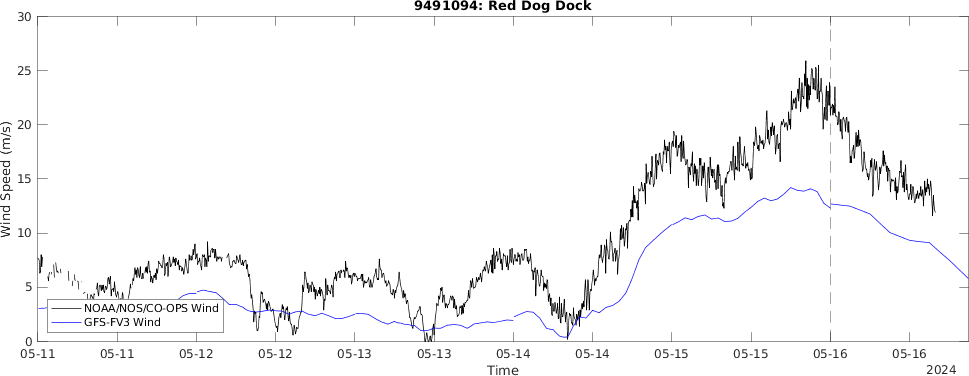 9491094: Red Dog Dock
30
25
20
15
10
5
0
Wind Speed (m/s)
NOAA/NOS/CO-OPS Wind
GFS-FV3 Wind
05-11 05-11 05-12 05-12 05-13 05-13 05-14 05-14 05-15 05-15 05-16 05-16
Time
2024